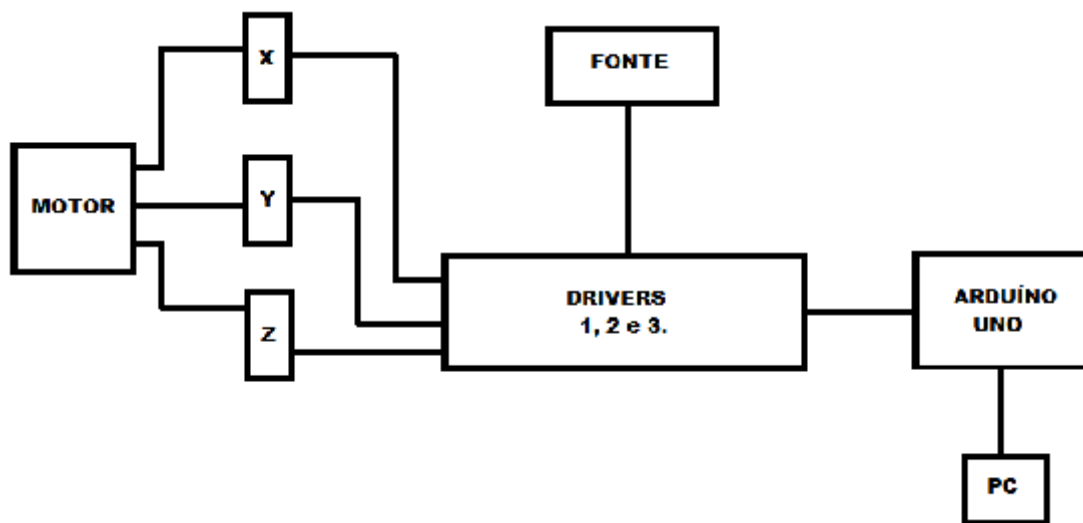 X
FONTE
MOTOR
Y
Z
DRIVERS
1, 2 e 3.
ARDUÍNO
UNO
PC